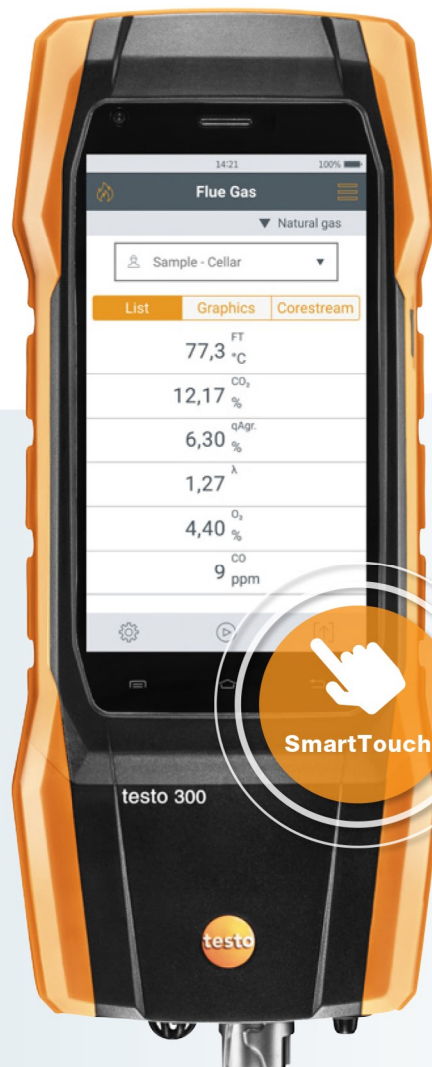 14:21 100%
Flue Gas
▼ Natural gas
Sample - Cellar ▼
List Graphics Corestream
77,3 FT °C
12,17 CO₂ %
6,30 qAgr. %
1,27 λ
4,40 O₂ %
9 CO ppm
SmartTouch
testo 300
testo